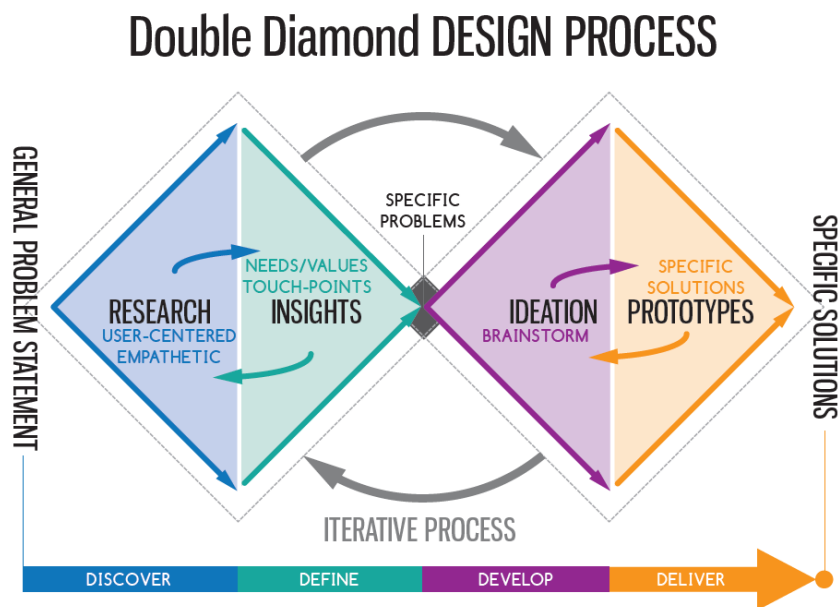 Double Diamond DESIGN PROCESS
GENERAL PROBLEM STATEMENT
RESEARCH
USER-CENTERED
EMPATHETIC
NEEDS/VALUES
TOUCH-POINTS
INSIGHTS
SPECIFIC
PROBLEMS
IDEATION
BRAINSTORM
SPECIFIC
SOLUTIONS
PROTOTYPES
SPECIFIC SOLUTIONS
ITERATIVE PROCESS
DISCOVER
DEFINE
DEVELOP
DELIVER